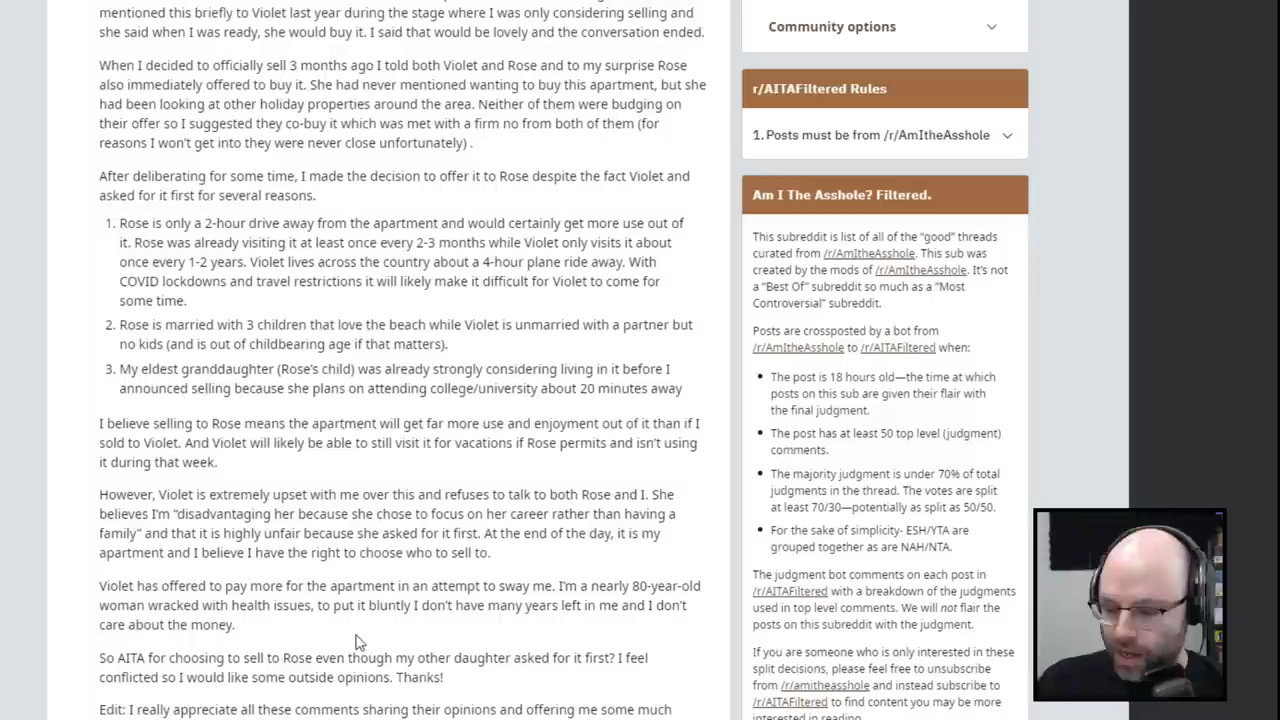 mentioned this briefly to Violet last year during the stage where I was only considering selling and
she said when I was ready, she would buy it. I said that would be lovely and the conversation ended.
When I decided to officially sell 3 months ago I told both Violet and Rose and to my surprise Rose
also immediately offered to buy it. She had never mentioned wanting to buy this apartment, but she
had been looking at other holiday properties around the area. Neither of them were budging on
their offer so I suggested they co-buy it which was met with a firm no from both of them (for
reasons I won't get into they were never close unfortunately) .
After deliberating for some time, I made the decision to offer it to Rose despite the fact Violet and
asked for it first for several reasons.
1. Rose is only a 2-hour drive away from the apartment and would certainly get more use out of
it. Rose was already visiting it at least once every 2-3 months while Violet only visits it about
once every 1-2 years. Violet lives across the country about a 4-hour plane ride away. With
COVID lockdowns and travel restrictions it will likely make it difficult for Violet to come for
some time.
2. Rose is married with 3 children that love the beach while Violet is unmarried with a partner but
no kids (and is out of childbearing age if that matters).
3. My eldest granddaughter (Rose's child) was already strongly considering living in it before I
announced selling because she plans on attending college/university about 20 minutes away
I believe selling to Rose means the apartment will get far more use and enjoyment out of it than if I
sold to Violet. And Violet will likely be able to still visit it for vacations if Rose permits and isn't using
it during that week.
However, Violet is extremely upset with me over this and refuses to talk to both Rose and I. She
believes I'm "disadvantaging her because she chose to focus on her career rather than having a
family" and that it is highly unfair because she asked for it first. At the end of the day, it is my
apartment and I believe I have the right to choose who to sell to.
Violet has offered to pay more for the apartment in an attempt to sway me. I'm a nearly 80-year-old
woman wracked with health issues, to put it bluntly I don't have many years left in me and I don't
care about the money.
So AITA for choosing to sell to Rose even though my other daughter asked for it first? I feel
conflicted so I would like some outside opinions. Thanks!
Edit: I really appreciate all these comments sharing their opinions and offering me some much
Community options
r/AITAFiltered Rules
1. Posts must be from /r/AmItheAsshole
Am I The Asshole? Filtered.
This subreddit is list of all of the "good" threads
curated from /r/AmItheAsshole. This sub was
created by the mods of /r/AmItheAsshole. It's not
a "Best Of" subreddit so much as a "Most
Controversial" subreddit.
Posts are crossposted by a bot from
/r/AmItheAsshole to /r/AITAFiltered when:
• The post is 18 hours old—the time at which
posts on this sub are given their flair with
the final judgment.
• The post has at least 50 top level (judgment)
comments.
• The majority judgment is under 70% of total
judgments in the thread. The votes are split
at least 70/30—potentially as split as 50/50.
• For the sake of simplicity- ESH/YTA are
grouped together as are NAH/NTA.
The judgment bot comments on each post in
/r/AITAFiltered with a breakdown of the judgments
used in top level comments. We will not flair the
posts on this subreddit with the judgment.
If you are someone who is only interested in these
split decisions, please feel free to unsubscribe
from /r/amitheasshole and instead subscribe to
/r/AITAFiltered to find content you may be more
interested in reading.